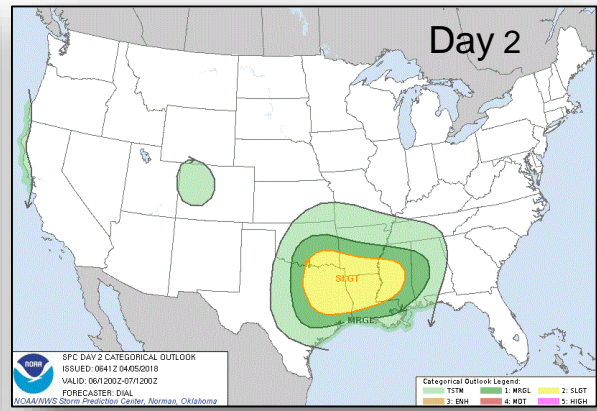 Day 2
SLGT
MRGL
NOAA
SPC DAY 2 CATEGORICAL OUTLOOK
ISSUED: 0641Z 04/05/2018
VALID: 06/1200Z-07/1200Z
FORECASTER: DIAL
NOAA/NWS Storm Prediction Center, Norman, Oklahoma
Categorical Outlook Legend:
TSTM 1: MRGL 2: SLGT
3: ENH 4: MDT 5: HIGH